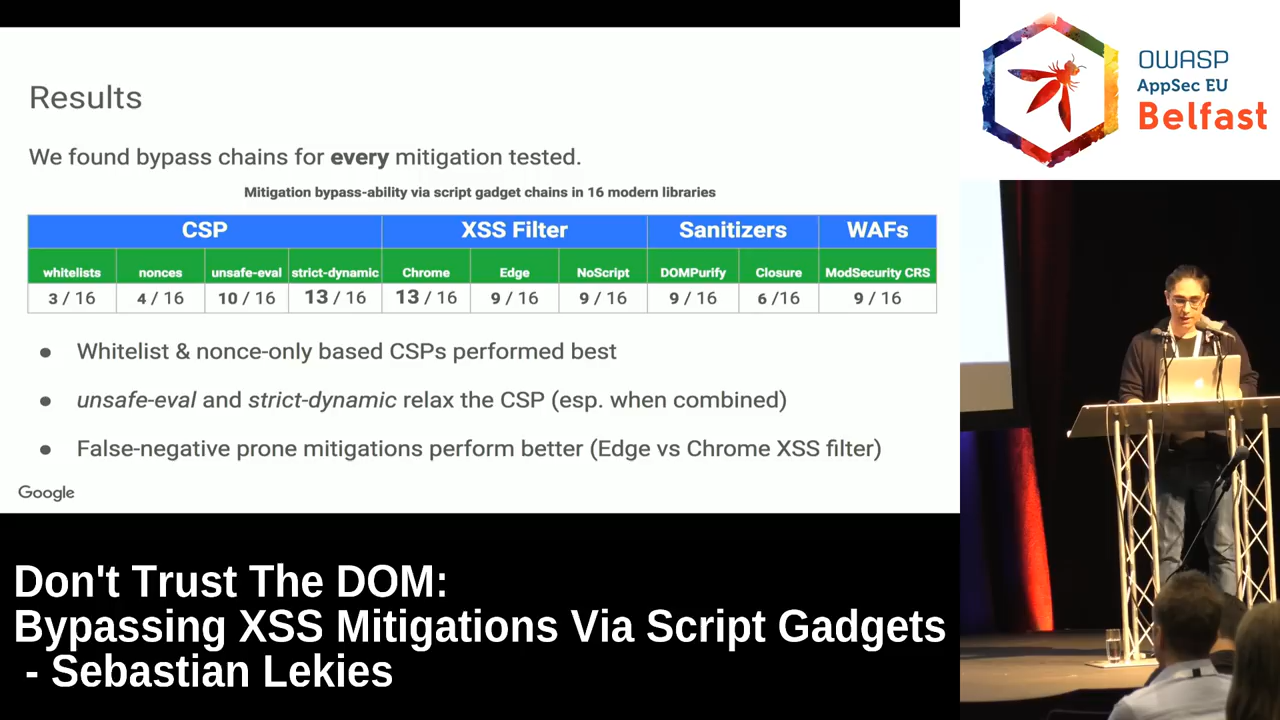 Results
We found bypass chains for every mitigation tested.
Mitigation bypass-ability via script gadget chains in 16 modern libraries
CSP XSS Filter Sanitizers WAFs
whitelists nonces unsafe-eval strict-dynamic Chrome Edge NoScript DOMPurify Closure ModSecurity CRS
3 / 16 4 / 16 10 / 16 13 / 16 13 / 16 9 / 16 9 / 16 9 / 16 6 /16 9 / 16
● Whitelist & nonce-only based CSPs performed best
● unsafe-eval and strict-dynamic relax the CSP (esp. when combined)
● False-negative prone mitigations perform better (Edge vs Chrome XSS filter)
Google
OWASP
AppSec EU
Belfast
Don't Trust The DOM:
Bypassing XSS Mitigations Via Script Gadgets
- Sebastian Lekies